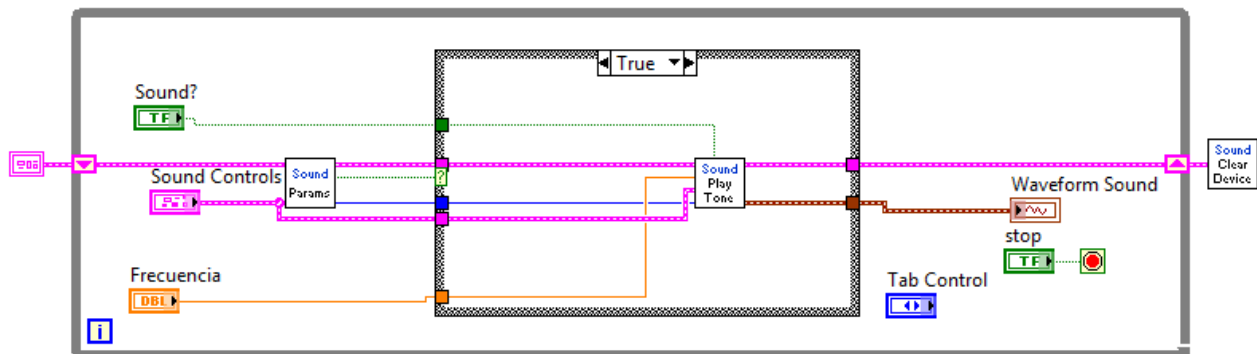 True
Sound?
TF
Sound
Params
Sound Controls
Sound
Play
Tone
Sound
Clear
Device
Waveform Sound
stop
TF
?
Frecuencia
DBL
Tab Control
i